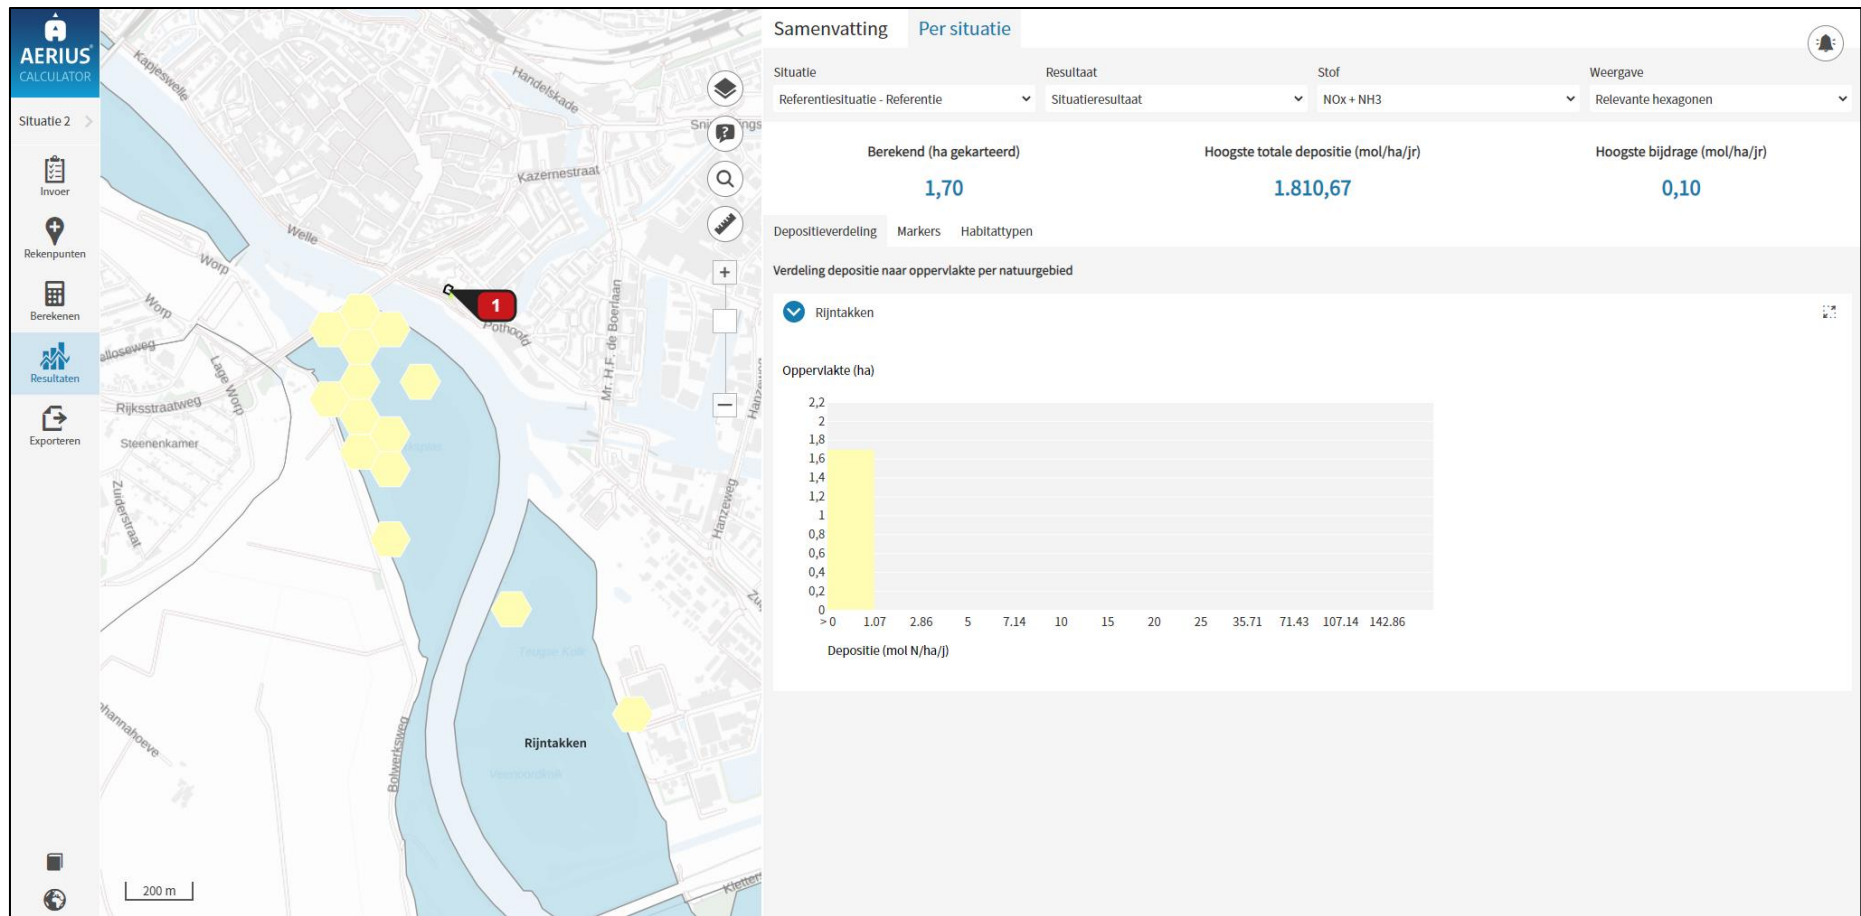 AERIUS
CALCULATOR
Situatie 2
Invoer
Rekenpunten
Berekenen
Resultaten
Exporteren
Kapjeswelle
Handelskade
Kazernestraat
Welle
Worp
Worp
Lage Worp
Rijksstraatweg
Steenenkamer
Zuiderstraat
1
Pothoofd
Mr. H.F. de Boerlaan
Hanzeweg
Hanzeweg
Teugse Kolk
Rijntakken
Bolwerksweg
200 m
+
−
Samenvatting Per situatie
Situatie Resultaat Stof Weergave
Referentiesituatie - Referentie Situatieresultaat NOx + NH3 Relevante hexagonen
Berekend (ha gekarteerd) Hoogste totale depositie (mol/ha/jr) Hoogste bijdrage (mol/ha/jr)
1,70 1.810,67 0,10
Depositieverdeling Markers Habitattypen
Verdeling depositie naar oppervlakte per natuurgebied
Rijntakken
Oppervlakte (ha)
2,2
2
1,8
1,6
1,4
1,2
1
0,8
0,6
0,4
0,2
0
> 0 1.07 2.86 5 7.14 10 15 20 25 35.71 71.43 107.14 142.86
Depositie (mol N/ha/j)